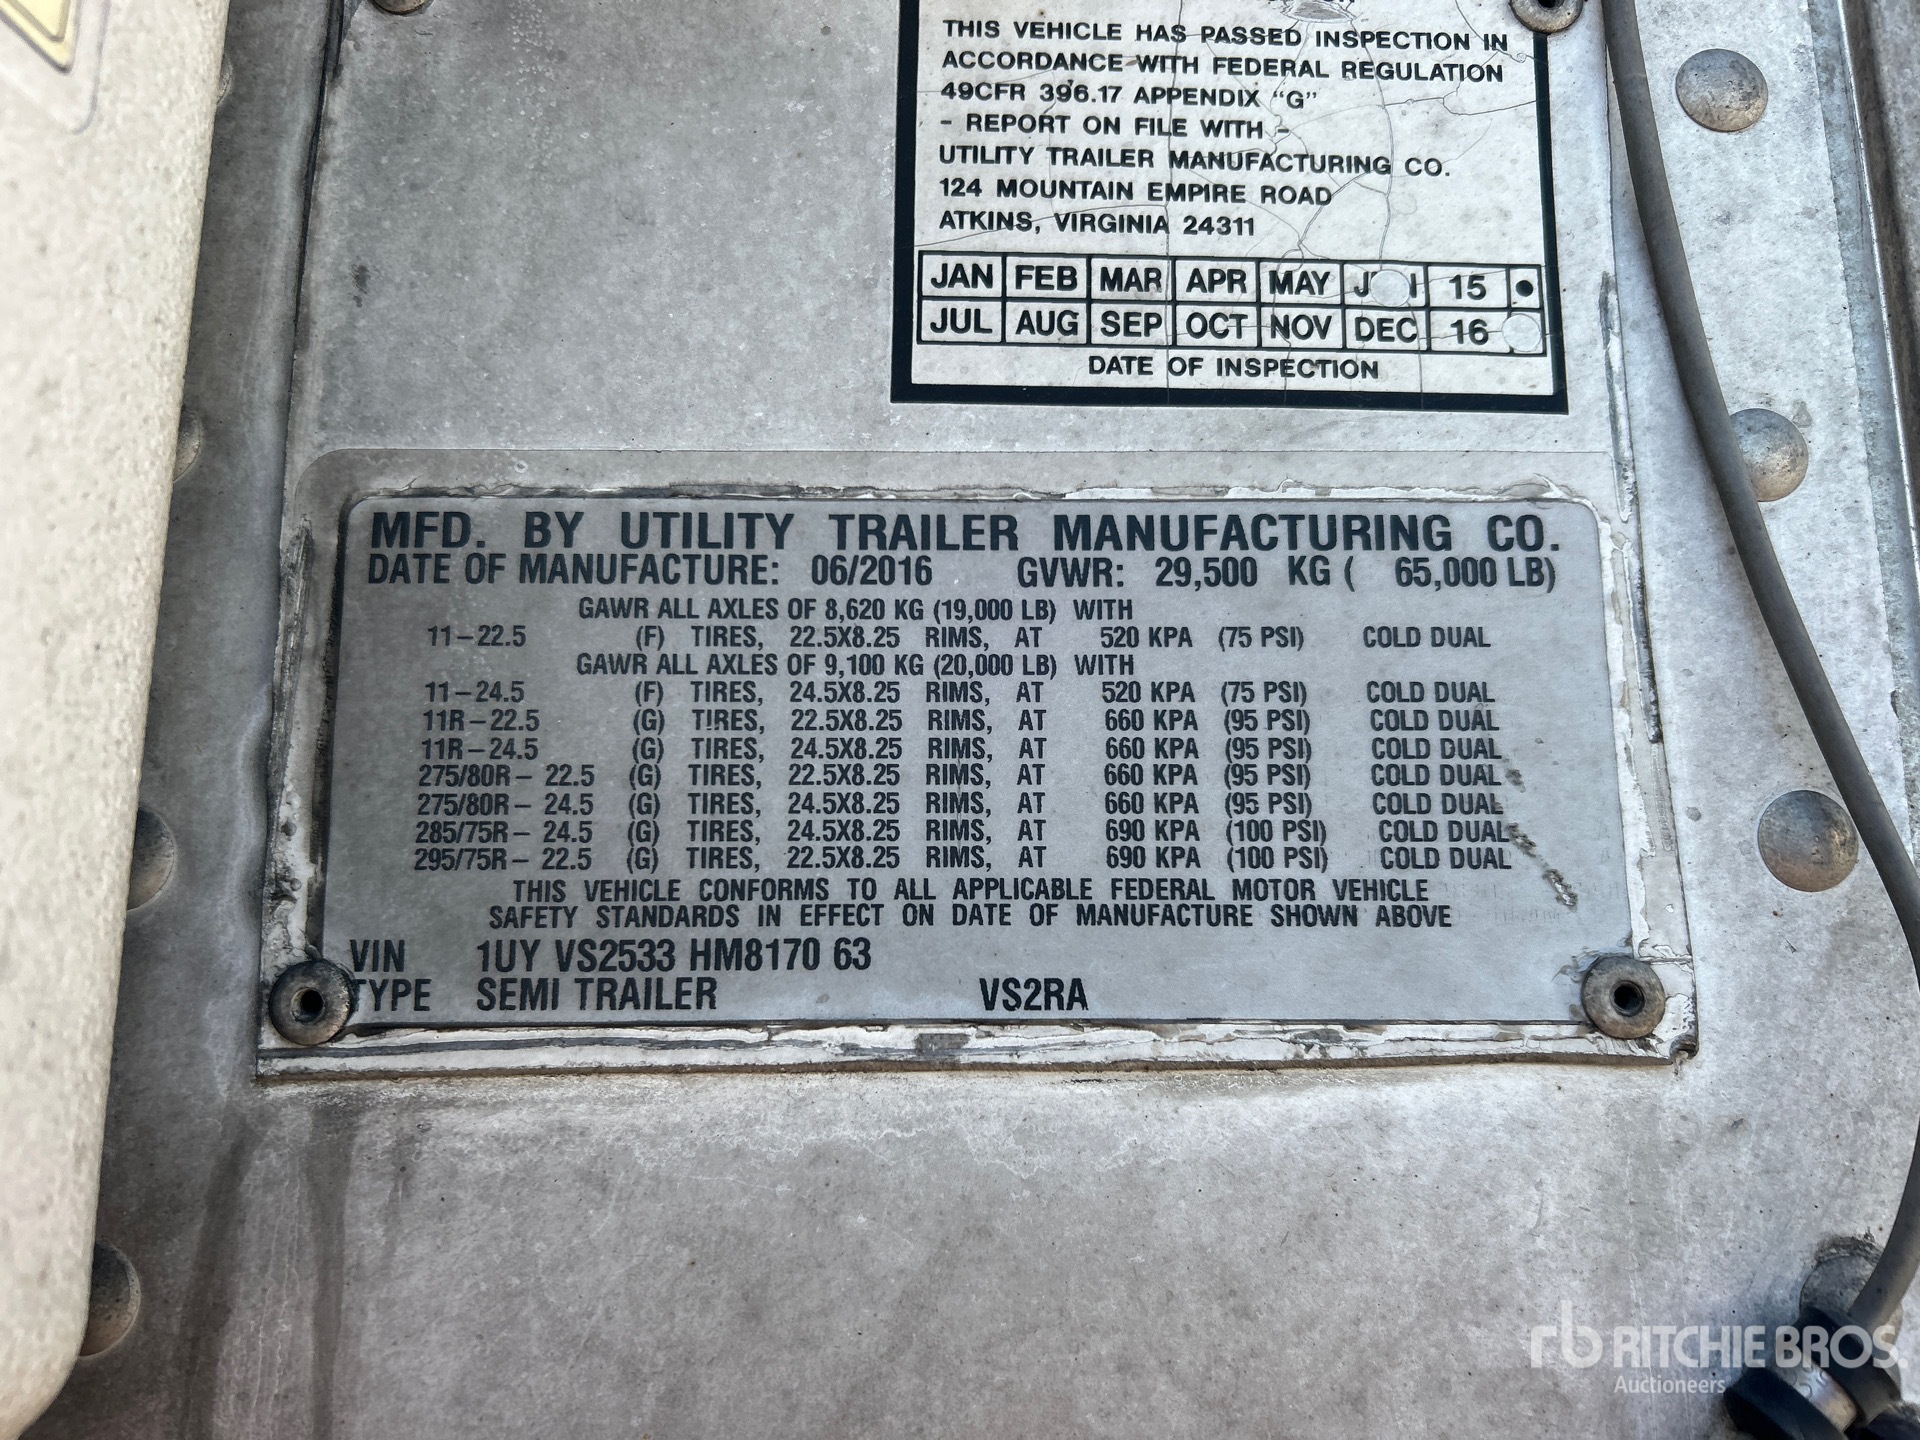 THIS VEHICLE HAS PASSED INSPECTION IN
ACCORDANCE WITH FEDERAL REGULATION
49CFR 396.17 APPENDIX "G"
- REPORT ON FILE WITH -
UTILITY TRAILER MANUFACTURING CO.
124 MOUNTAIN EMPIRE ROAD
ATKINS, VIRGINIA 24311
JAN FEB MAR APR MAY 15
JUL AUG SEP OCT NOV DEC 16
DATE OF INSPECTION
MFD. BY UTILITY TRAILER MANUFACTURING CO.
DATE OF MANUFACTURE: 06/2016 GVWR: 29,500 KG ( 65,000 LB)
GAWR ALL AXLES OF 8,620 KG (19,000 LB) WITH
11-22.5 (F) TIRES, 22.5X8.25 RIMS, AT 520 KPA (75 PSI) COLD DUAL
GAWR ALL AXLES OF 9,100 KG (20,000 LB) WITH
11-24.5 (F) TIRES, 24.5X8.25 RIMS, AT 520 KPA (75 PSI) COLD DUAL
11R-22.5 (G) TIRES, 22.5X8.25 RIMS, AT 660 KPA (95 PSI) COLD DUAL
11R-24.5 (G) TIRES, 24.5X8.25 RIMS, AT 660 KPA (95 PSI) COLD DUAL
275/80R- 22.5 (G) TIRES, 22.5X8.25 RIMS, AT 660 KPA (95 PSI) COLD DUAL
275/80R- 24.5 (G) TIRES, 24.5X8.25 RIMS, AT 660 KPA (95 PSI) COLD DUAL
285/75R- 24.5 (G) TIRES, 24.5X8.25 RIMS, AT 690 KPA (100 PSI) COLD DUAL
295/75R- 22.5 (G) TIRES, 22.5X8.25 RIMS, AT 690 KPA (100 PSI) COLD DUAL
THIS VEHICLE CONFORMS TO ALL APPLICABLE FEDERAL MOTOR VEHICLE
SAFETY STANDARDS IN EFFECT ON DATE OF MANUFACTURE SHOWN ABOVE
VIN 1UY VS2533 HM8170 63
TYPE SEMI TRAILER VS2RA
rb RITCHIE BROS.
Auctioneers